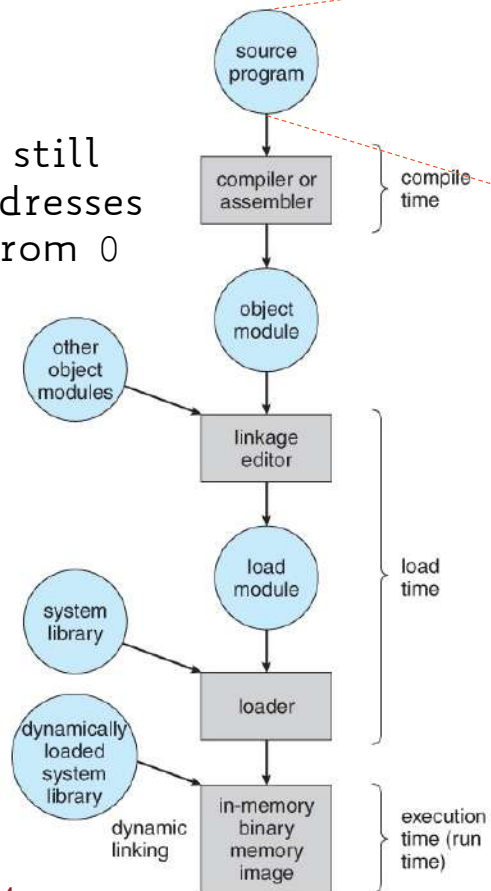 source
program
still
dresses
rom 0
compiler or
assembler
compile
time
object
module
other
object
modules
linkage
editor
load
module
load
time
system
library
loader
dynamically
loaded
system
library
dynamic
linking
in-memory
binary
memory
image
execution
time (run
time)